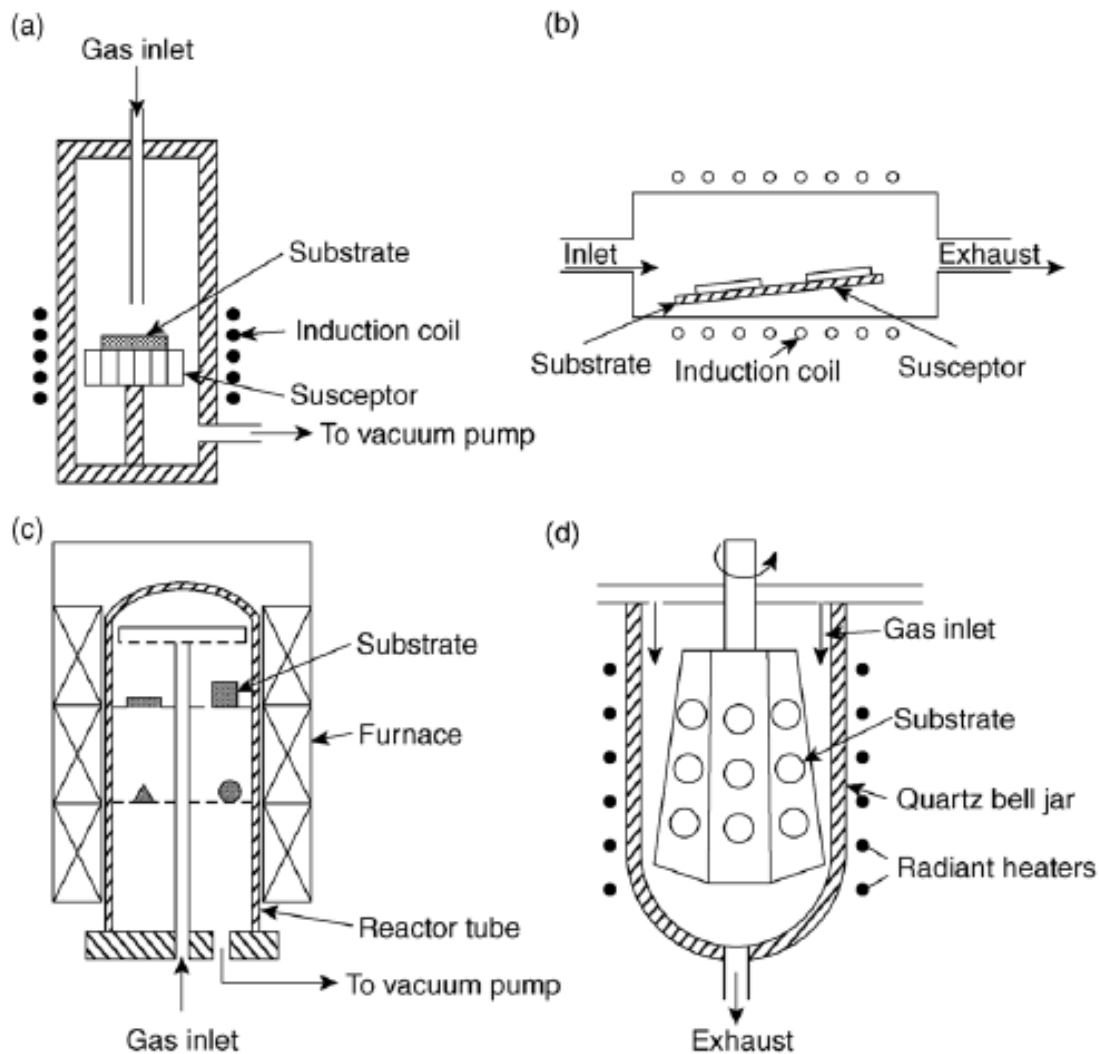 (a)
Gas inlet
Substrate
Induction coil
Susceptor
To vacuum pump
(b)
Inlet
Exhaust
Substrate
Induction coil
Susceptor
(c)
Substrate
Furnace
Reactor tube
To vacuum pump
Gas inlet
(d)
Gas inlet
Substrate
Quartz bell jar
Radiant heaters
Exhaust